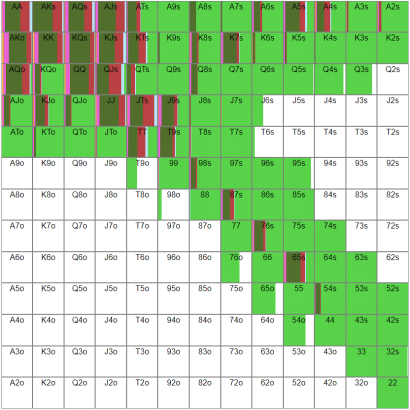 AA AKs AQs AJs ATs A9s A8s A7s A6s A5s A4s A3s A2s
AKo KK KQs KJs KTs K9s K8s K7s K6s K5s K4s K3s K2s
AQo KQo QQ QJs QTs Q9s Q8s Q7s Q6s Q5s Q4s Q3s Q2s
AJo KJo QJo JJ JTs J9s J8s J7s J6s J5s J4s J3s J2s
ATo KTo QTo JTo TT T9s T8s T7s T6s T5s T4s T3s T2s
A9o K9o Q9o J9o T9o 99 98s 97s 96s 95s 94s 93s 92s
A8o K8o Q8o J8o T8o 98o 88 87s 86s 85s 84s 83s 82s
A7o K7o Q7o J7o T7o 97o 87o 77 76s 75s 74s 73s 72s
A6o K6o Q6o J6o T6o 96o 86o 76o 66 65s 64s 63s 62s
A5o K5o Q5o J5o T5o 95o 85o 75o 65o 55 54s 53s 52s
A4o K4o Q4o J4o T4o 94o 84o 74o 64o 54o 44 43s 42s
A3o K3o Q3o J3o T3o 93o 83o 73o 63o 53o 43o 33 32s
A2o K2o Q2o J2o T2o 92o 82o 72o 62o 52o 42o 32o 22